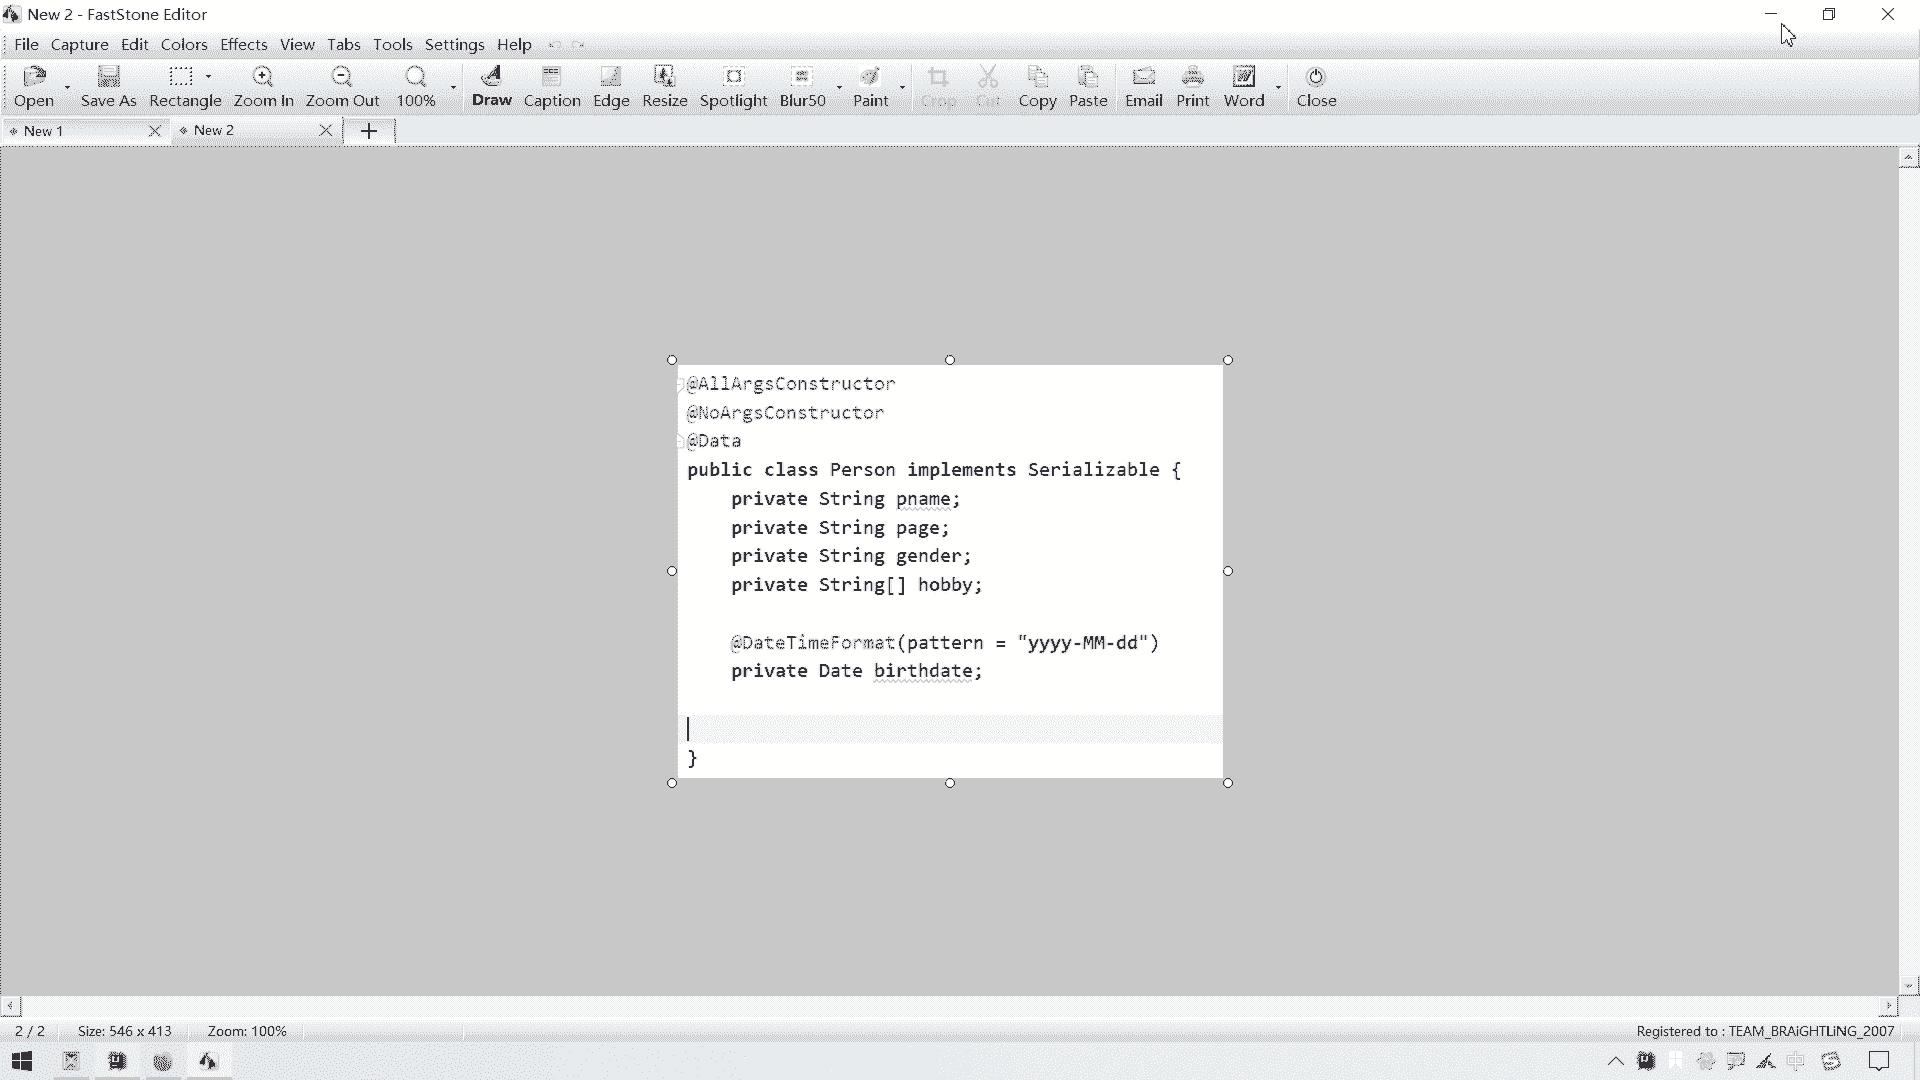 New 2 - FastStone Editor
File Capture Edit Colors Effects View Tabs Tools Settings Help
Open Save As Rectangle Zoom In Zoom Out 100% Draw Caption Edge Resize Spotlight Blur50 Paint Crop Cut Copy Paste Email Print Word Close
New 1 New 2
@AllArgsConstructor
@NoArgsConstructor
@Data
public class Person implements Serializable {
    private String pname;
    private String page;
    private String gender;
    private String[] hobby;
    @DateTimeFormat(pattern = "yyyy-MM-dd")
    private Date birthdate;
}
2 / 2 Size: 546 x 413 Zoom: 100% Registered to : TEAM_BRAiGHTLiNG_2007
中